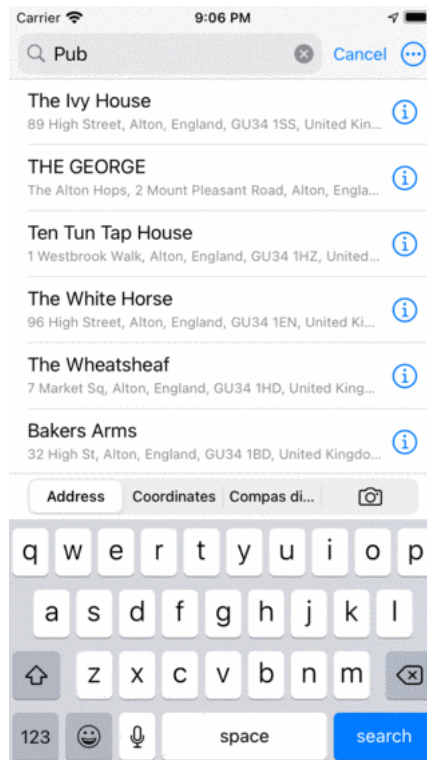 Carrier 9:06 PM
Pub Cancel
The Ivy House
89 High Street, Alton, England, GU34 1SS, United Kin...
THE GEORGE
The Alton Hops, 2 Mount Pleasant Road, Alton, Engla...
Ten Tun Tap House
1 Westbrook Walk, Alton, England, GU34 1HZ, United...
The White Horse
96 High Street, Alton, England, GU34 1EN, United Ki...
The Wheatsheaf
7 Market Sq, Alton, England, GU34 1HD, United King...
Bakers Arms
32 High St, Alton, England, GU34 1BD, United Kingdo...
Address Coordinates Compas di...
q w e r t y u i o p
a s d f g h j k l
z x c v b n m
123 space search